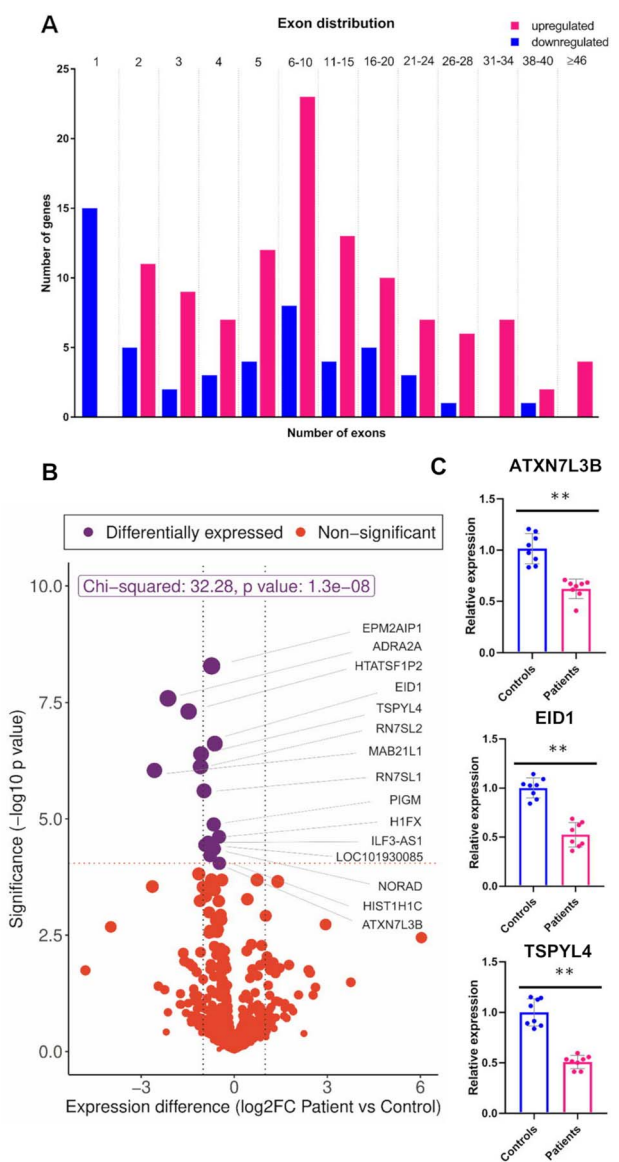 A
Exon distribution
upregulated
downregulated
1 2 3 4 5 6-10 11-15 16-20 21-24 26-28 31-34 38-40 ≥46
25
20
15
10
5
0
Number of genes
Number of exons
B
Differentially expressed Non−significant
Chi−squared: 32.28, p value: 1.3e−08
10.0
7.5
5.0
2.5
0.0
Significance (−log10 p value)
EPM2AIP1
ADRA2A
HTATSF1P2
EID1
TSPYL4
RN7SL2
MAB21L1
RN7SL1
PIGM
H1FX
ILF3-AS1
LOC101930085
NORAD
HIST1H1C
ATXN7L3B
−3 0 3 6
Expression difference (log2FC Patient vs Control)
C
ATXN7L3B
**
1.5
1.0
0.5
0.0
Relative expression
Controls Patients
EID1
**
1.5
1.0
0.5
0.0
Relative expression
Controls Patients
TSPYL4
**
1.5
1.0
0.5
0.0
Relative expression
Controls Patients